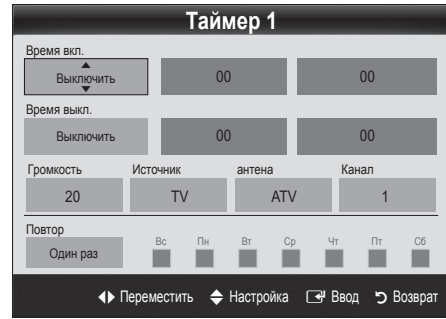 Таймер 1
Время вкл.
Выключить 00 00
Время выкл.
Выключить 00 00
Громкость Источник антена Канал
20 TV ATV 1
Повтор
Вс Пн Вт Ср Чт Пт Сб
Один раз
Переместить Настройка Ввод Возврат